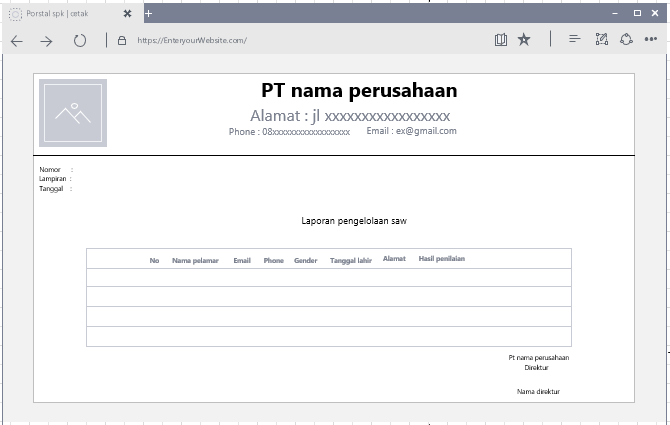 Porstal spk | cetak
https://EnteryourWebsite.com/
PT nama perusahaan
Alamat : jl xxxxxxxxxxxxxxxxx
Phone : 08xxxxxxxxxxxxxxxxx Email : ex@gmail.com
Nomor :
Lampiran :
Tanggal :
Laporan pengelolaan saw
No Nama pelamar Email Phone Gender Tanggal lahir Alamat Hasil penilaian
Pt nama perusahaan
Direktur
Nama direktur